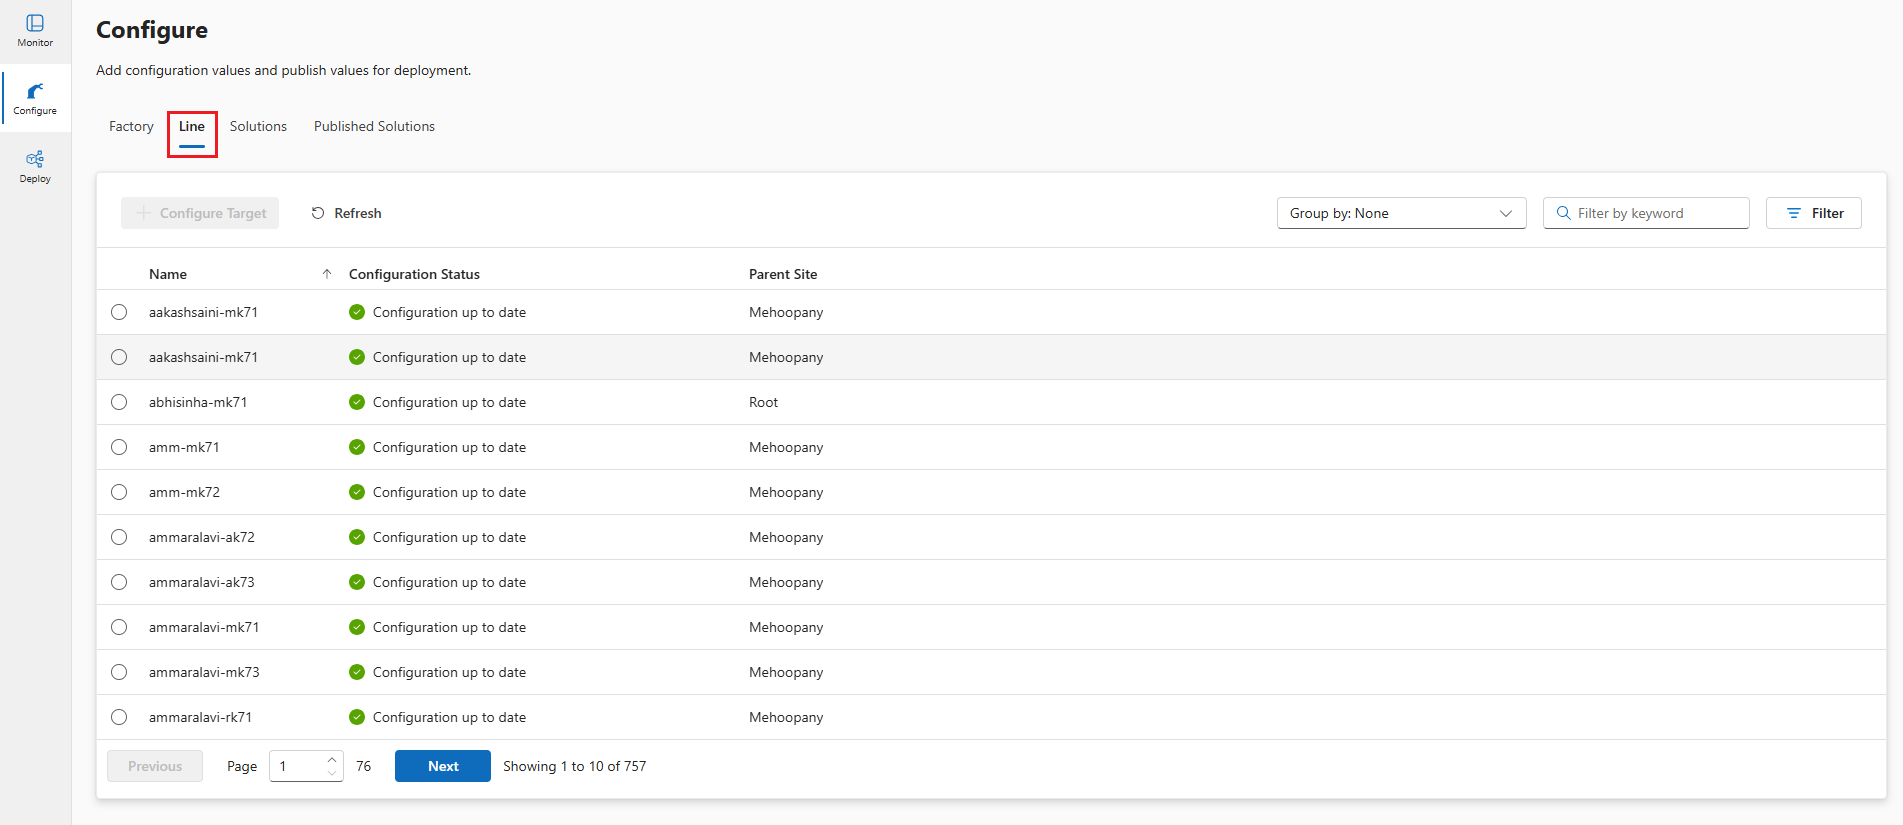 Monitor
Configure
Deploy
Configure
Add configuration values and publish values for deployment.
Factory Line Solutions Published Solutions
Configure Target Refresh Group by: None Filter by keyword Filter
Name Configuration Status Parent Site
aakashsaini-mk71 Configuration up to date Mehoopany
aakashsaini-mk71 Configuration up to date Mehoopany
abhisinha-mk71 Configuration up to date Root
amm-mk71 Configuration up to date Mehoopany
amm-mk72 Configuration up to date Mehoopany
ammaralavi-ak72 Configuration up to date Mehoopany
ammaralavi-ak73 Configuration up to date Mehoopany
ammaralavi-mk71 Configuration up to date Mehoopany
ammaralavi-mk73 Configuration up to date Mehoopany
ammaralavi-rk71 Configuration up to date Mehoopany
Previous Page 1 76 Next Showing 1 to 10 of 757